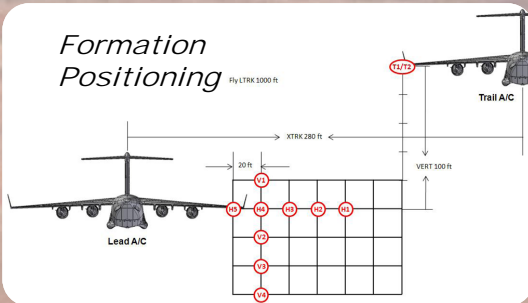 Formation
Positioning
Fly LTRK 1000 ft
T1/T2
Trail A/C
XTRK 280 ft
20 ft
VERT 100 ft
V1
H5 H4 H3 H2 H1
Lead A/C
V2
V3
V4